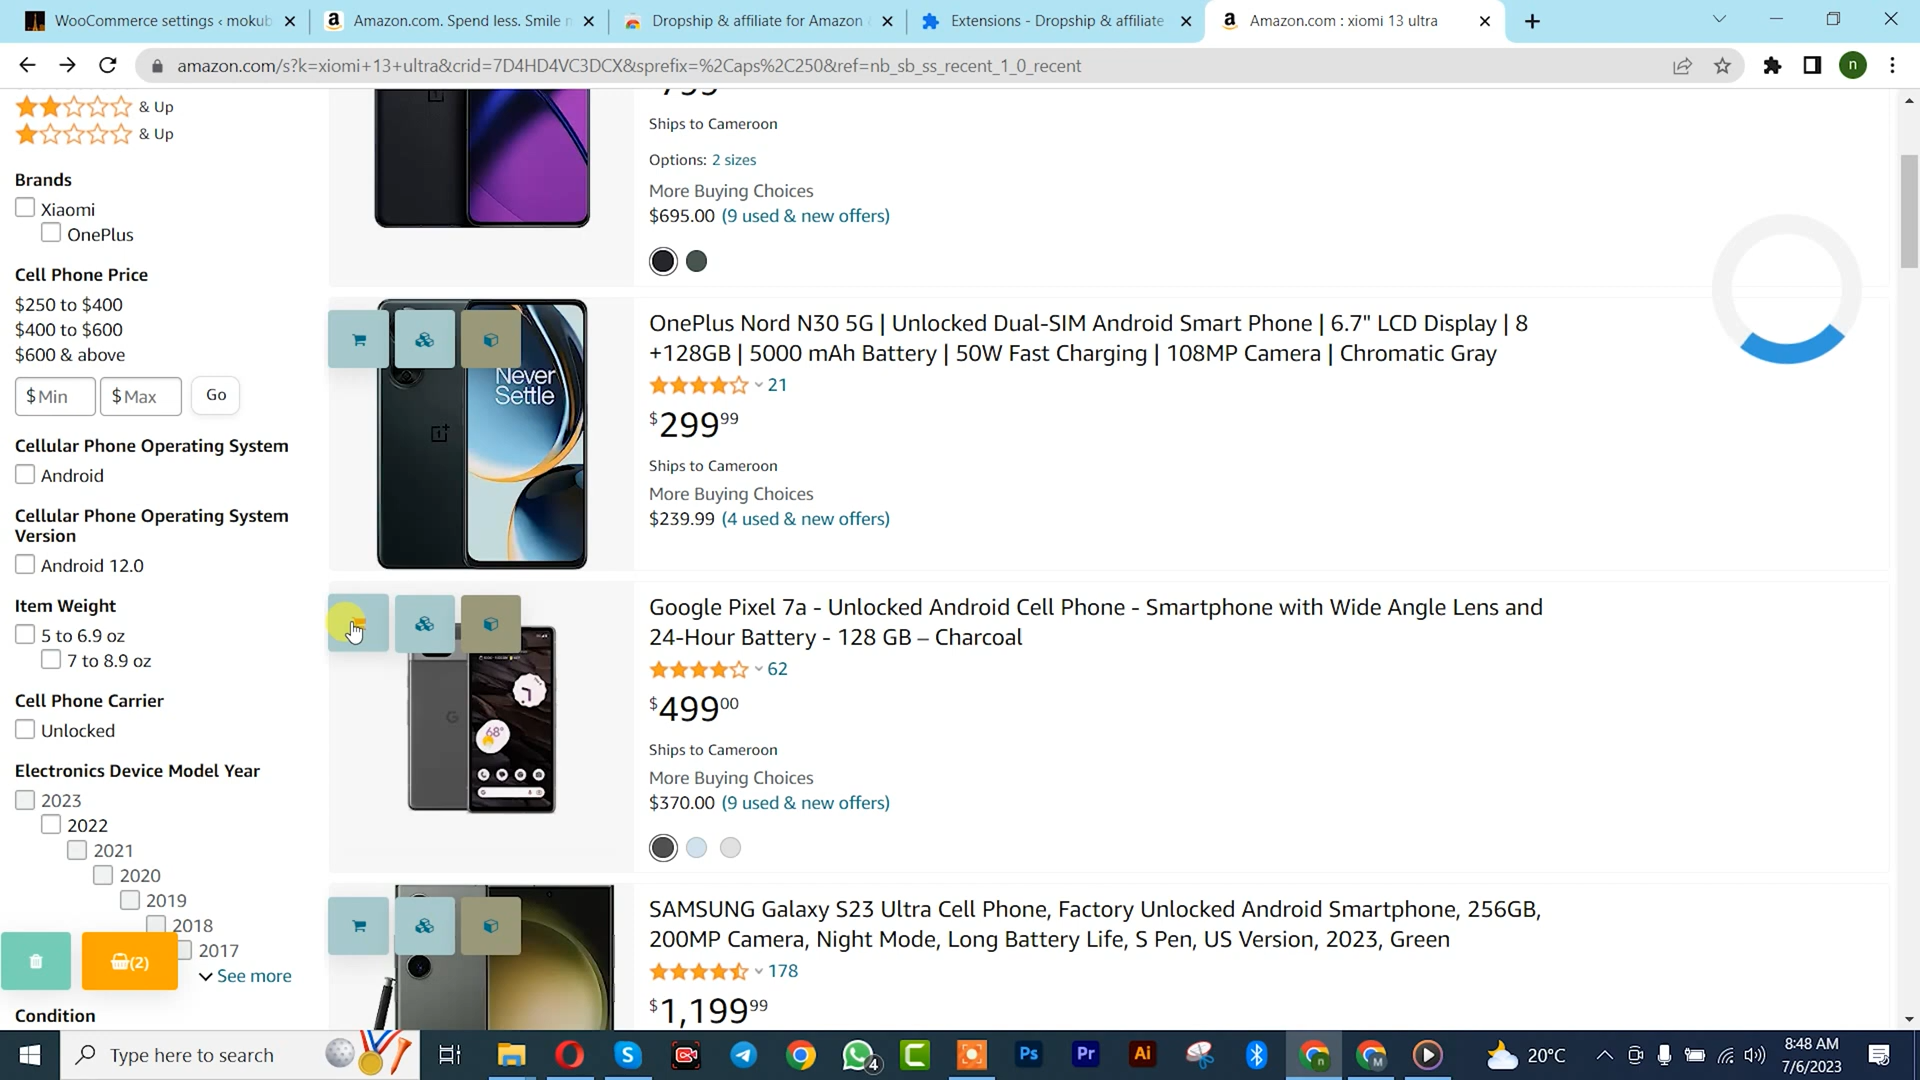 WooCommerce settings ‹ mokub
Amazon.com. Spend less. Smile m
Dropship & affiliate for Amazon
Extensions - Dropship & affiliate
Amazon.com : xiomi 13 ultra
amazon.com/s?k=xiomi+13+ultra&crid=7D4HD4VC3DCX&sprefix=%2Caps%2C250&ref=nb_sb_ss_recent_1_0_recent
n
& Up
& Up
Brands
Xiaomi
OnePlus
Cell Phone Price
$250 to $400
$400 to $600
$600 & above
$ Min
$ Max
Go
Cellular Phone Operating System
Android
Cellular Phone Operating System
Version
Android 12.0
Item Weight
5 to 6.9 oz
7 to 8.9 oz
Cell Phone Carrier
Unlocked
Electronics Device Model Year
2023
2022
2021
2020
2019
2018
2017
See more
(2)
Condition
Ships to Cameroon
Options: 2 sizes
More Buying Choices
$695.00 (9 used & new offers)
Never
Settle
OnePlus Nord N30 5G | Unlocked Dual-SIM Android Smart Phone | 6.7" LCD Display | 8
+128GB | 5000 mAh Battery | 50W Fast Charging | 108MP Camera | Chromatic Gray
21
$299 99
Ships to Cameroon
More Buying Choices
$239.99 (4 used & new offers)
68°
Google Pixel 7a - Unlocked Android Cell Phone - Smartphone with Wide Angle Lens and
24-Hour Battery - 128 GB – Charcoal
62
$499 00
Ships to Cameroon
More Buying Choices
$370.00 (9 used & new offers)
SAMSUNG Galaxy S23 Ultra Cell Phone, Factory Unlocked Android Smartphone, 256GB,
200MP Camera, Night Mode, Long Battery Life, S Pen, US Version, 2023, Green
178
$1,199 99
Type here to search
4
Ps
Pr
Ai
n
M
20°C
8:48 AM
7/6/2023